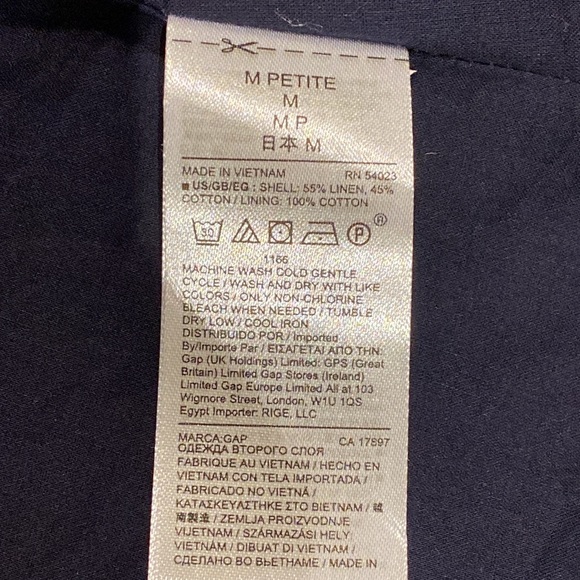 M PETITE
M
M P
日本 M
MADE IN VIETNAM RN 54023
■ US/GB/EG : SHELL: 55% LINEN, 45%
COTTON / LINING: 100% COTTON
30 P ®
1166
MACHINE WASH COLD GENTLE
CYCLE / WASH AND DRY WITH LIKE
COLORS / ONLY NON-CHLORINE
BLEACH WHEN NEEDED / TUMBLE
DRY LOW / COOL IRON
DISTRIBUIDO POR / Imported
By/Importe Par / ΕΙΣΑΓΕΤΑΙ ΑΠΟ ΤΗΝ:
Gap (UK Holdings) Limited: GPS (Great
Britain) Limited Gap Stores (Ireland)
Limited Gap Europe Limited All at 103
Wigmore Street, London, W1U 1QS
Egypt Importer: RIGE, LLC
MARCA:GAP CA 17897
ОДЕЖДА ВТОРОГО СЛОЯ
FABRIQUE AU VIETNAM / HECHO EN
VIETNAM CON TELA IMPORTADA /
FABRICADO NO VIETNÁ /
ΚΑΤΑΣΚΕΥΑΣΤΗΚΕ ΣΤΟ ΒΙΕΤΝΑΜ / 越
南製造 / ZEMLJA PROIZVODNJE
VIJETNAM / SZÁRMAZÁSI HELY:
VIETNÁM / DIBUAT DI VIETNAM /
СДЕЛАНО ВО ВЬЕТНАМЕ / MADE IN